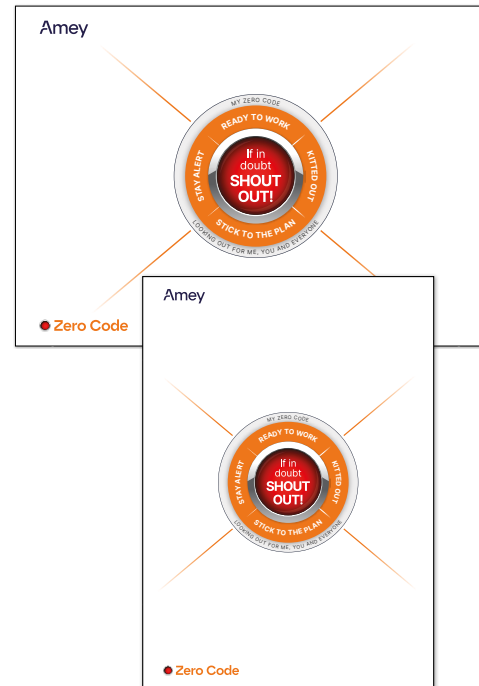 Amey
MY ZERO CODE
READY TO WORK
STAY ALERT
KITTED OUT
If in
doubt
SHOUT
OUT!
STICK TO THE PLAN
LOOKING OUT FOR ME, YOU AND EVERYONE
Zero Code
Amey
MY ZERO CODE
READY TO WORK
STAY ALERT
KITTED OUT
If in
doubt
SHOUT
OUT!
STICK TO THE PLAN
LOOKING OUT FOR ME, YOU AND EVERYONE
Zero Code